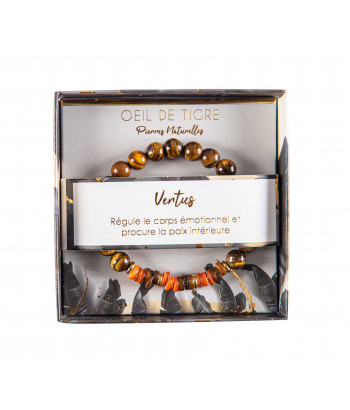 OEIL DE TIGRE
Pierres Naturelles
Vertus
Régule le corps émotionnel et
procure la paix intérieure